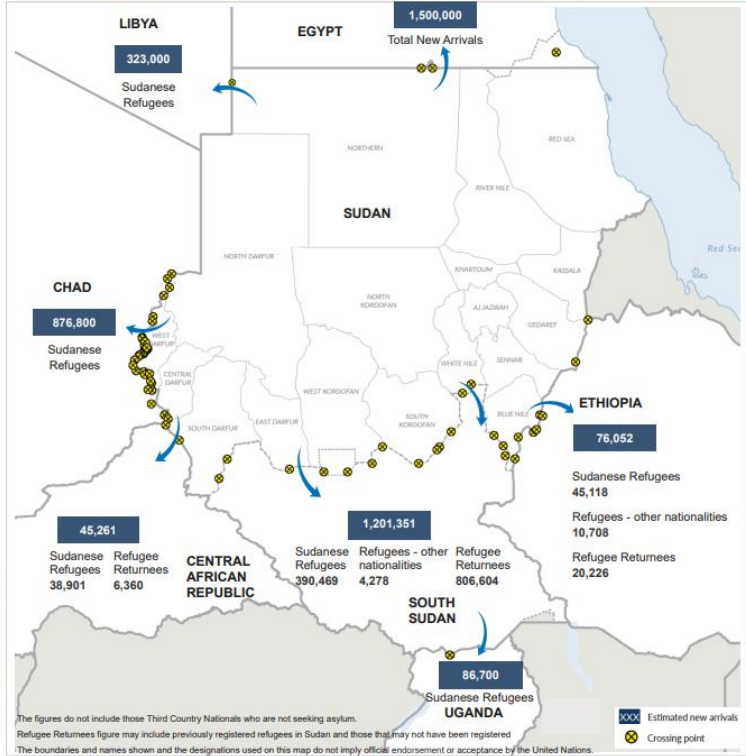 LIBYA
323,000
Sudanese
Refugees
EGYPT
1,500,000
Total New Arrivals
NORTHERN
RED SEA
RIVER NILE
SUDAN
Red Sea
NORTH DARFUR
NORTH
KORDOFAN
KHARTOUM
KASSALA
AJ JAZIRAH
GEDAREF
CHAD
876,800
Sudanese
Refugees
WEST
DARFUR
CENTRAL
DARFUR
SOUTH DARFUR
EAST DARFUR
WEST KORDOFAN
SOUTH
KORDOFAN
WHITE NILE
SENNAR
BLUE NILE
ETHIOPIA
76,052
Sudanese Refugees
45,118
Refugees - other nationalities
10,708
Refugee Returnees
20,226
45,261
Sudanese
Refugees
38,901
Refugee
Returnees
6,360
CENTRAL
AFRICAN
REPUBLIC
1,201,351
Sudanese
Refugees
390,469
Refugees - other
nationalities
4,278
Refugee
Returnees
806,604
SOUTH
SUDAN
86,700
Sudanese Refugees
UGANDA
XXX Estimated new arrivals
Crossing point
The figures do not include those Third Country Nationals who are not seeking asylum.
Refugee Returnees figure may include previously registered refugees in Sudan and those that may not have been registered
The boundaries and names shown and the designations used on this map do not imply official endorsement or acceptance by the United Nations.